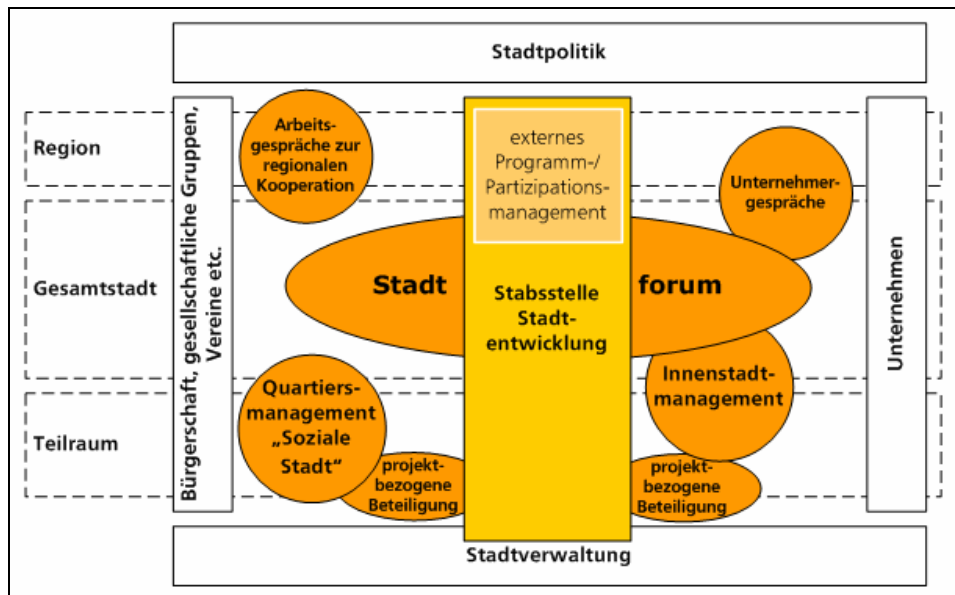 Stadtpolitik
Region
Gesamtstadt
Teilraum
Bürgerschaft, gesellschaftliche Gruppen,
Vereine etc.
Arbeits-
gespräche zur
regionalen
Kooperation
externes
Programm-/
Partizipations-
management
Unternehmer-
gespräche
Stadt
forum
Stabsstelle
Stadt-
entwicklung
Quartiers-
management
„Soziale
Stadt“
Innenstadt-
management
projekt-
bezogene
Beteiligung
projekt-
bezogene
Beteiligung
Unternehmen
Stadtverwaltung